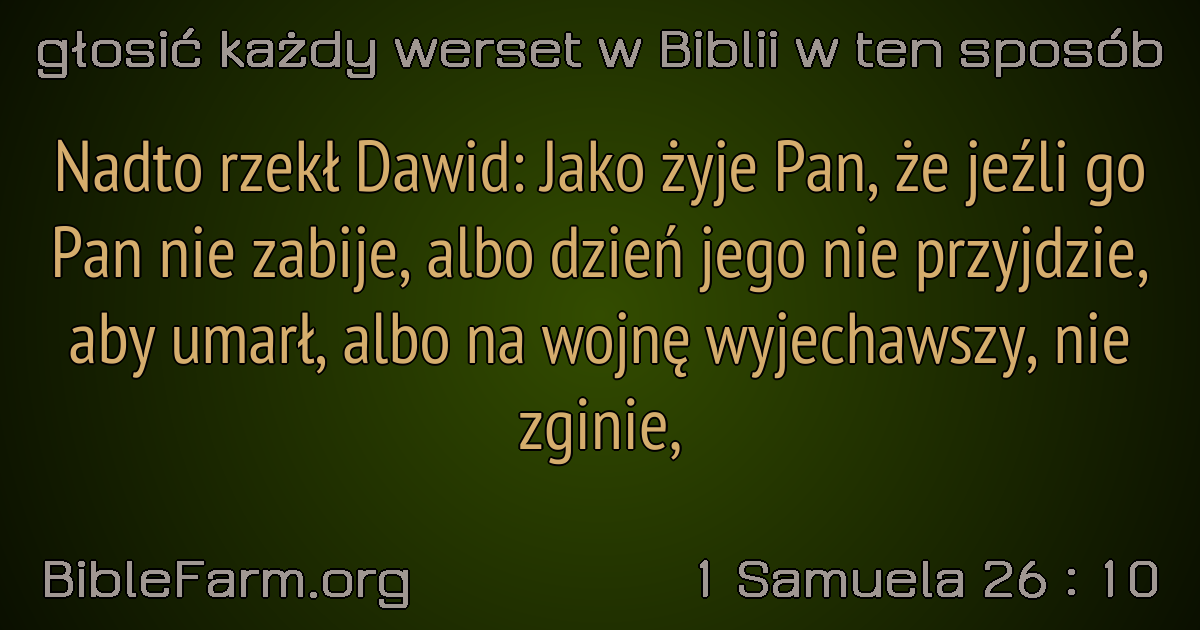 głosić każdy werset w Biblii w ten sposób
Nadto rzekł Dawid: Jako żyje Pan, że jeźli go
Pan nie zabije, albo dzień jego nie przyjdzie,
aby umarł, albo na wojnę wyjechawszy, nie
zginie,
BibleFarm.org
1 Samuela 26 : 10